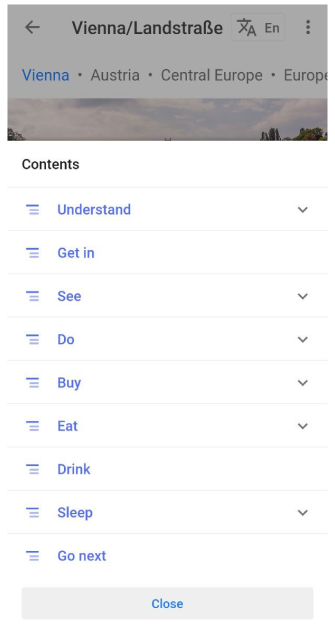 Vienna/Landstraße En
Vienna • Austria • Central Europe • Europe
Contents
Understand
Get in
See
Do
Buy
Eat
Drink
Sleep
Go next
Close